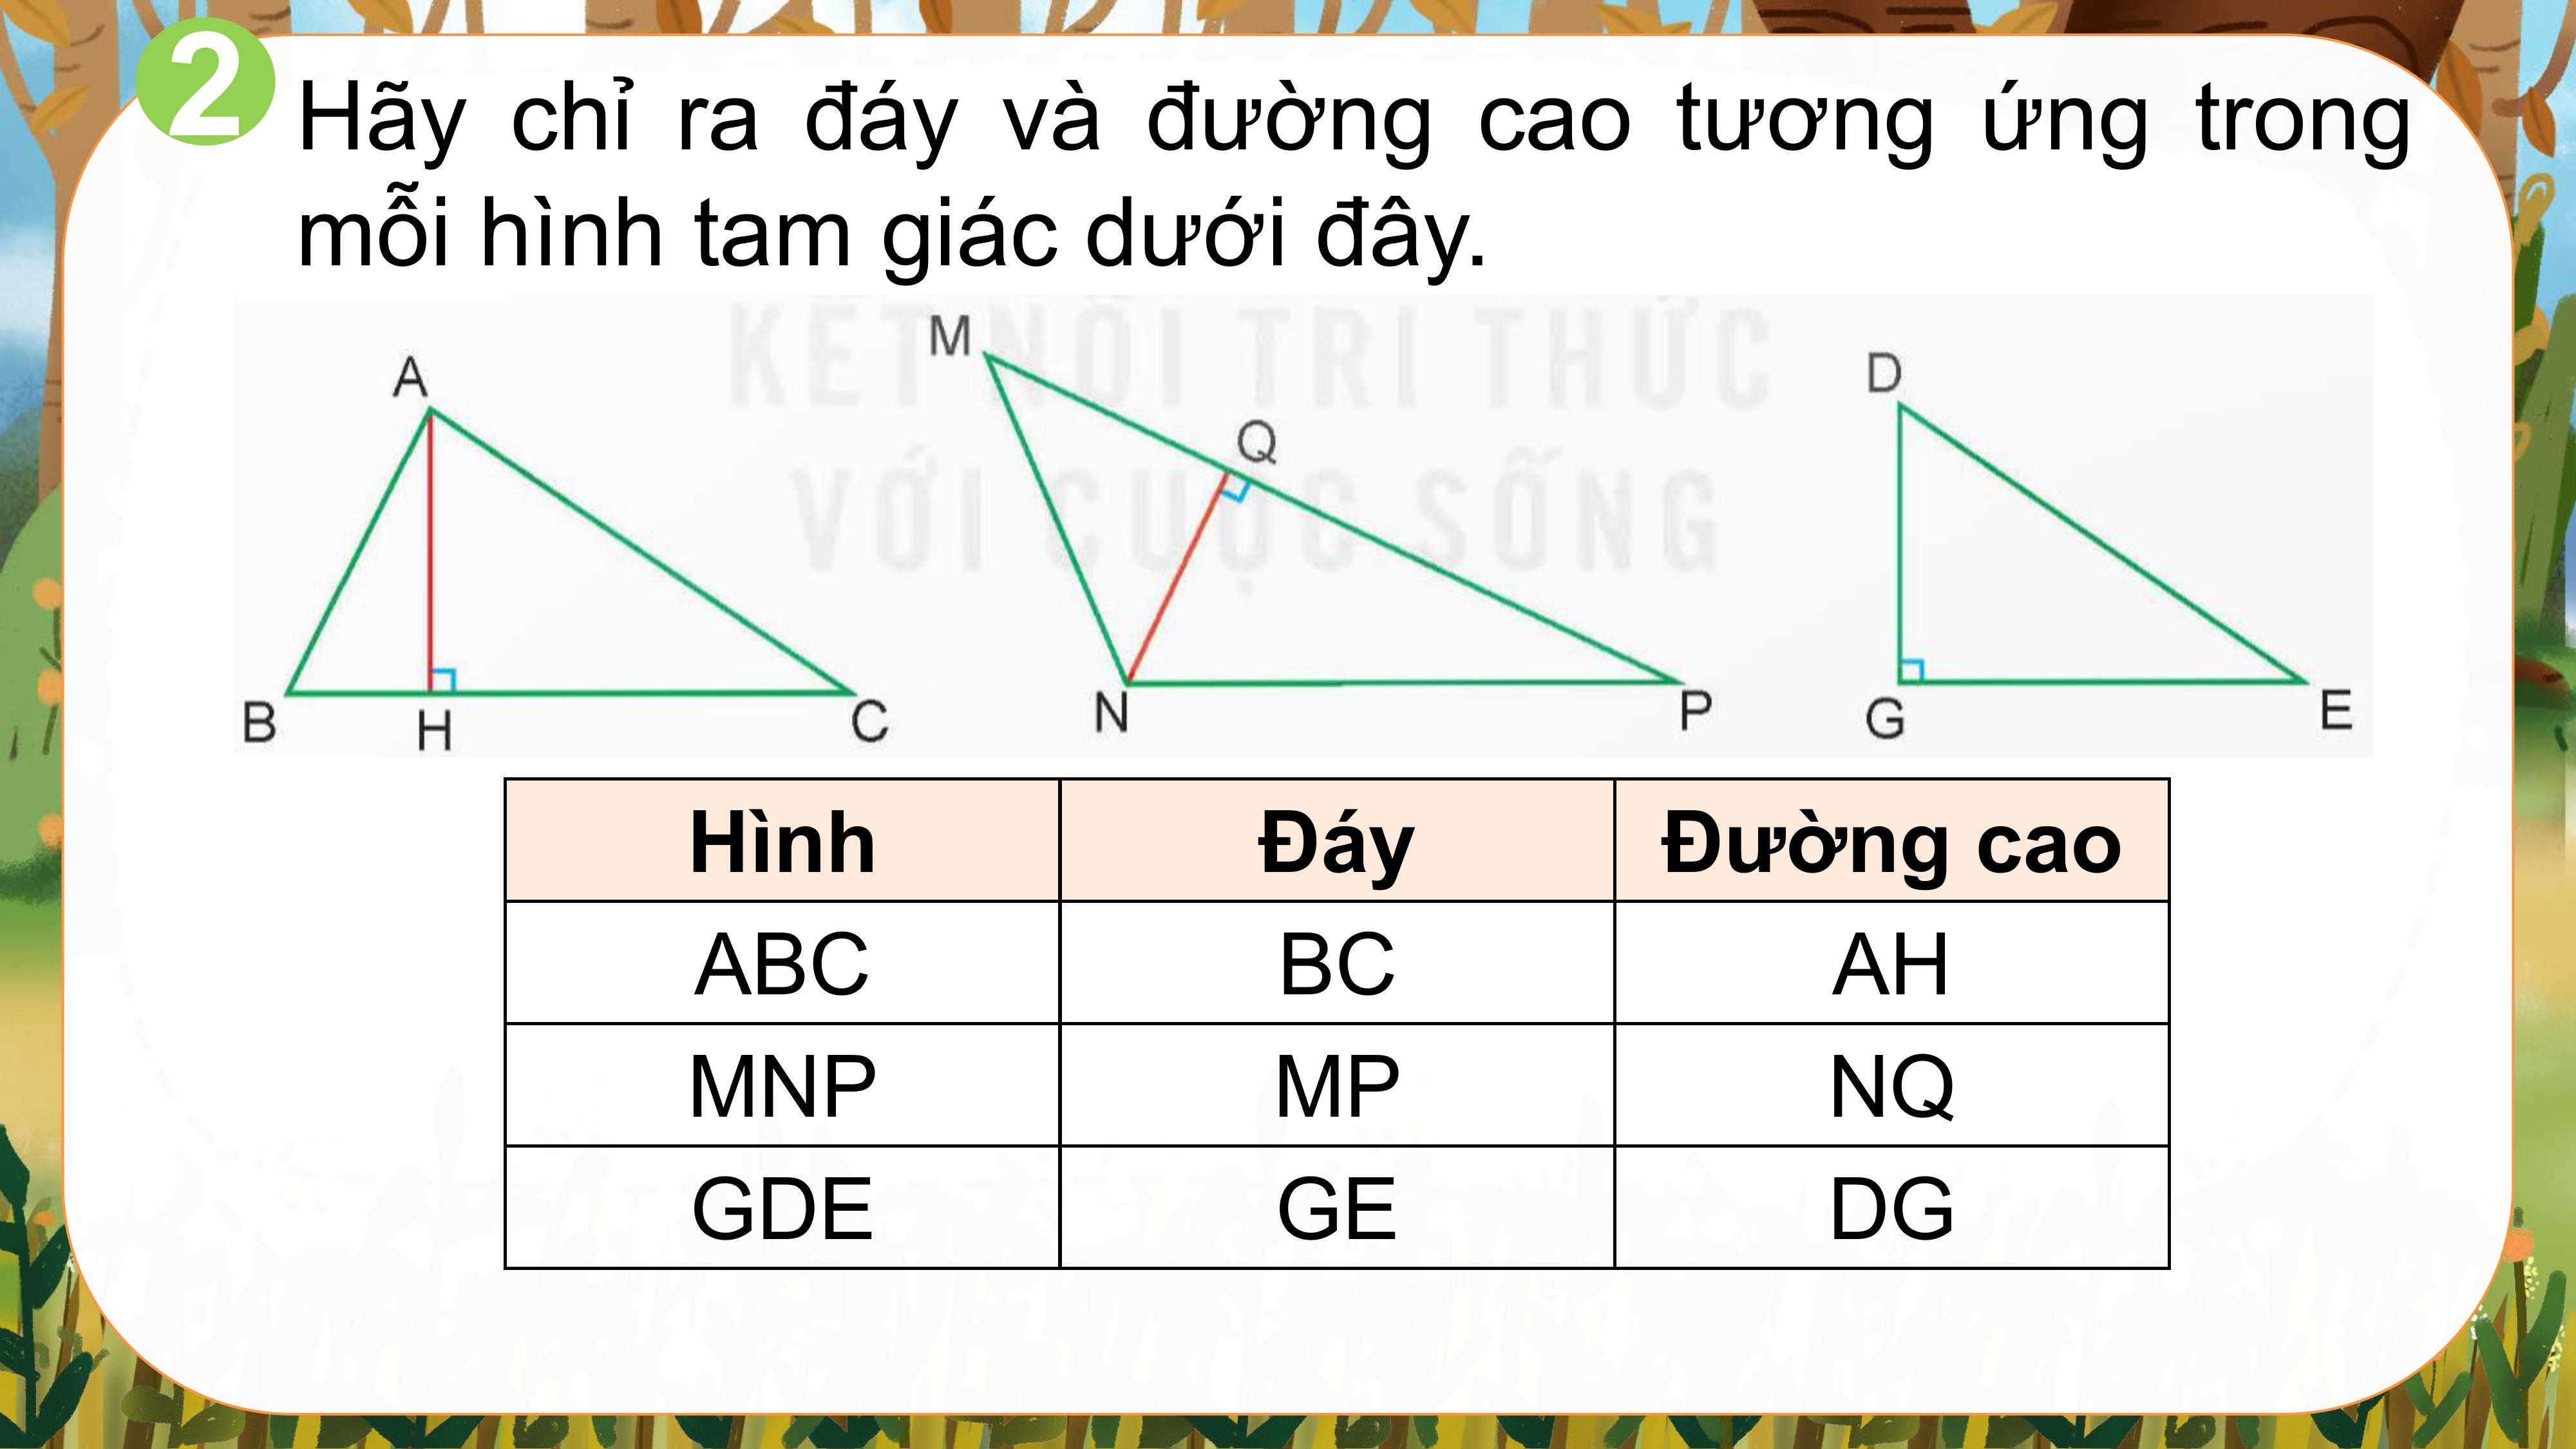 2
Hãy chỉ ra đáy và đường cao tương ứng trong
mỗi hình tam giác dưới đây.
KẾT NỐI TRI THỨC
VỚI CUỘC SỐNG
M
A
D
Q
B
H
C
N
P
G
E
Hình Đáy Đường cao
ABC BC AH
MNP MP NQ
GDE GE DG